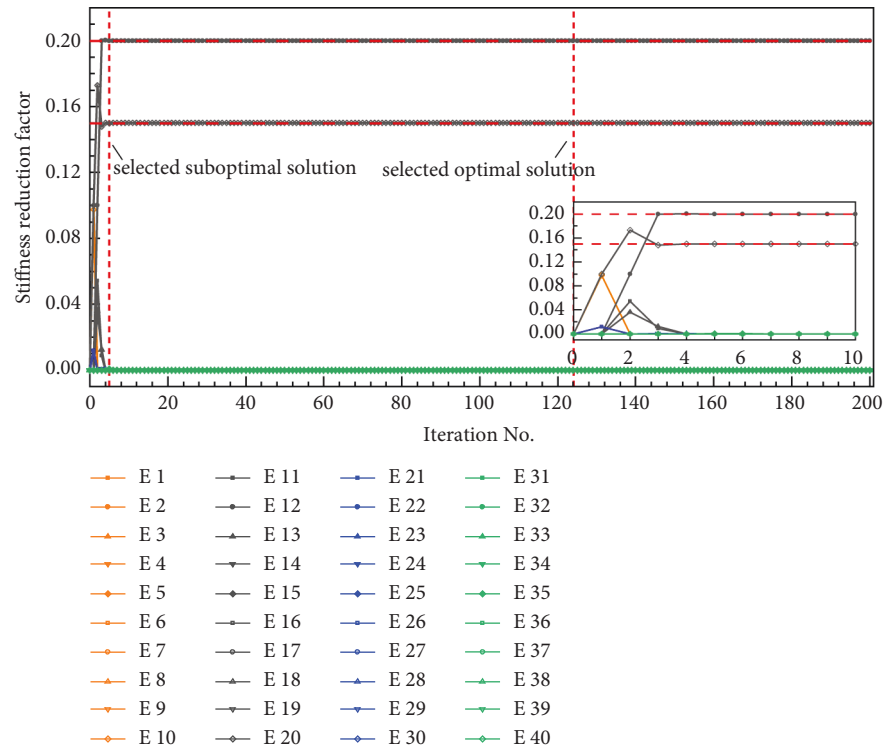 0.20
0.16
0.12
0.08
0.04
0.00
Stiffness reduction factor
selected suboptimal solution
selected optimal solution
0.20
0.16
0.12
0.08
0.04
0.00
0 2 4 6 8 10
0 20 40 60 80 100 120 140 160 180 200
Iteration No.
E 1 E 11 E 21 E 31
E 2 E 12 E 22 E 32
E 3 E 13 E 23 E 33
E 4 E 14 E 24 E 34
E 5 E 15 E 25 E 35
E 6 E 16 E 26 E 36
E 7 E 17 E 27 E 37
E 8 E 18 E 28 E 38
E 9 E 19 E 29 E 39
E 10 E 20 E 30 E 40